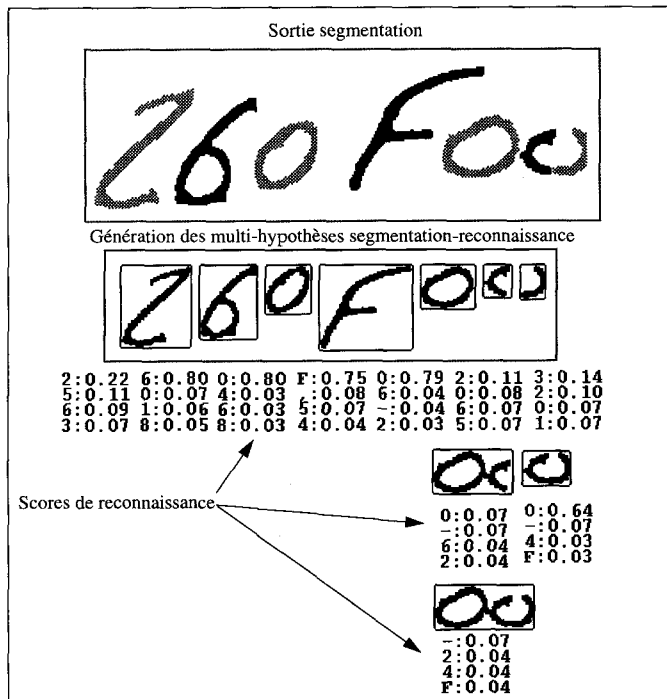 Sortie segmentation
260 F00
Génération des multi-hypothèses segmentation-reconnaissance
260 F00
2:0.22 6:0.80 0:0.80 F:0.75 0:0.79 2:0.11 3:0.14
5:0.11 0:0.07 4:0.03 ,:0.08 6:0.04 0:0.08 2:0.10
6:0.09 1:0.06 6:0.03 5:0.07 -:0.04 6:0.07 0:0.07
3:0.07 8:0.05 8:0.03 4:0.04 2:0.03 5:0.07 1:0.07
Scores de reconnaissance
00
0:0.07 0:0.64
-:0.07 -:0.07
6:0.04 4:0.03
2:0.04 F:0.03
00
-:0.07
2:0.04
4:0.04
F:0.04